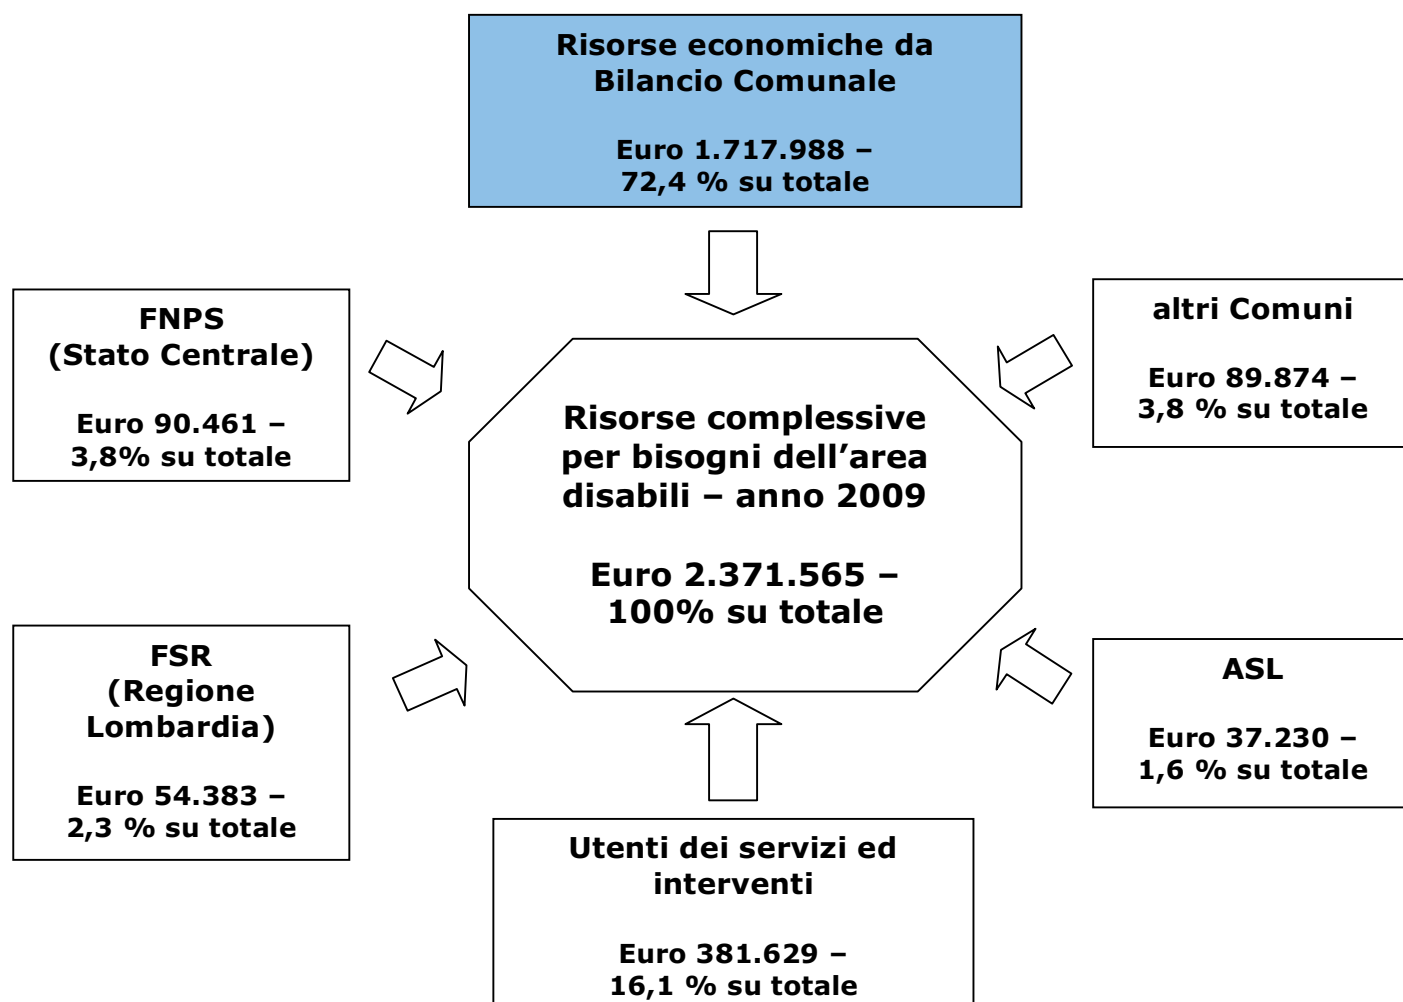 Risorse economiche da
Bilancio Comunale
Euro 1.717.988 –
72,4 % su totale
FNPS
(Stato Centrale)
Euro 90.461 –
3,8% su totale
altri Comuni
Euro 89.874 –
3,8 % su totale
Risorse complessive
per bisogni dell’area
disabili – anno 2009
Euro 2.371.565 –
100% su totale
FSR
(Regione
Lombardia)
Euro 54.383 –
2,3 % su totale
ASL
Euro 37.230 –
1,6 % su totale
Utenti dei servizi ed
interventi
Euro 381.629 –
16,1 % su totale